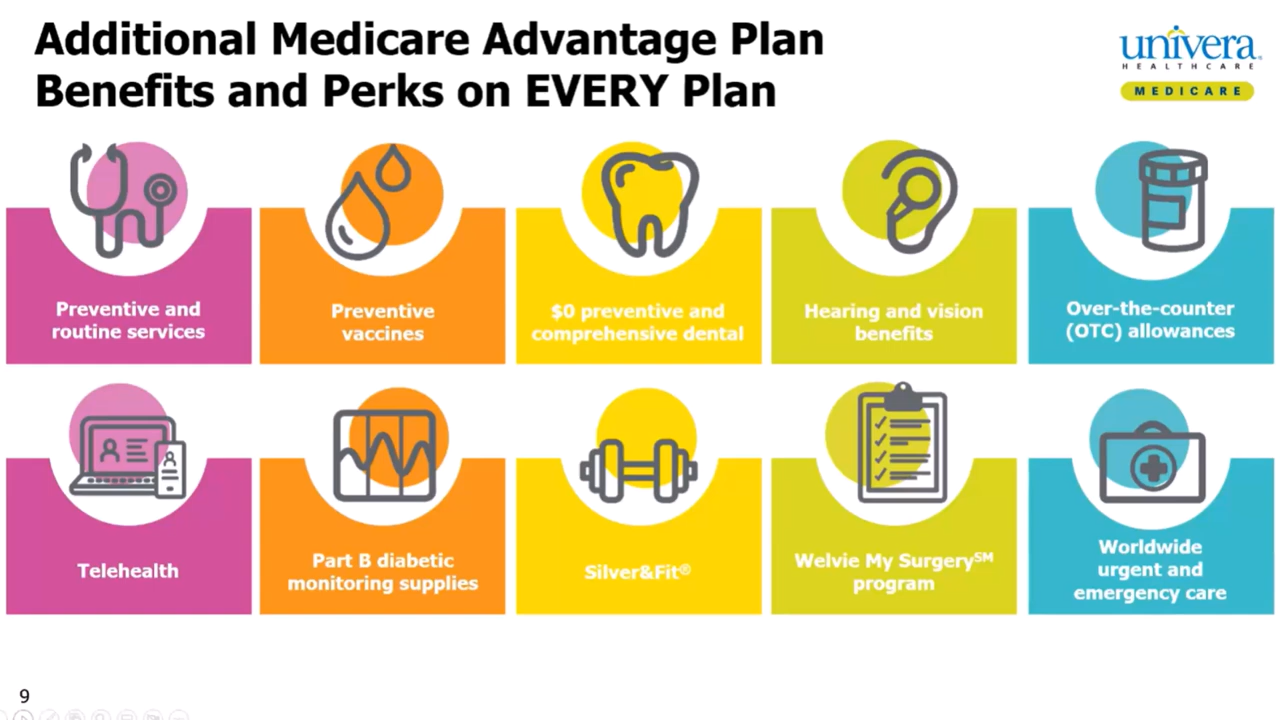 Additional Medicare Advantage Plan
Benefits and Perks on EVERY Plan
univera
HEALTHCARE
MEDICARE
Preventive and
routine services
Preventive
vaccines
$0 preventive and
comprehensive dental
Hearing and vision
benefits
Over-the-counter
(OTC) allowances
Telehealth
Part B diabetic
monitoring supplies
Silver&Fit®
Welvie My Surgery℠
program
Worldwide
urgent and
emergency care
9